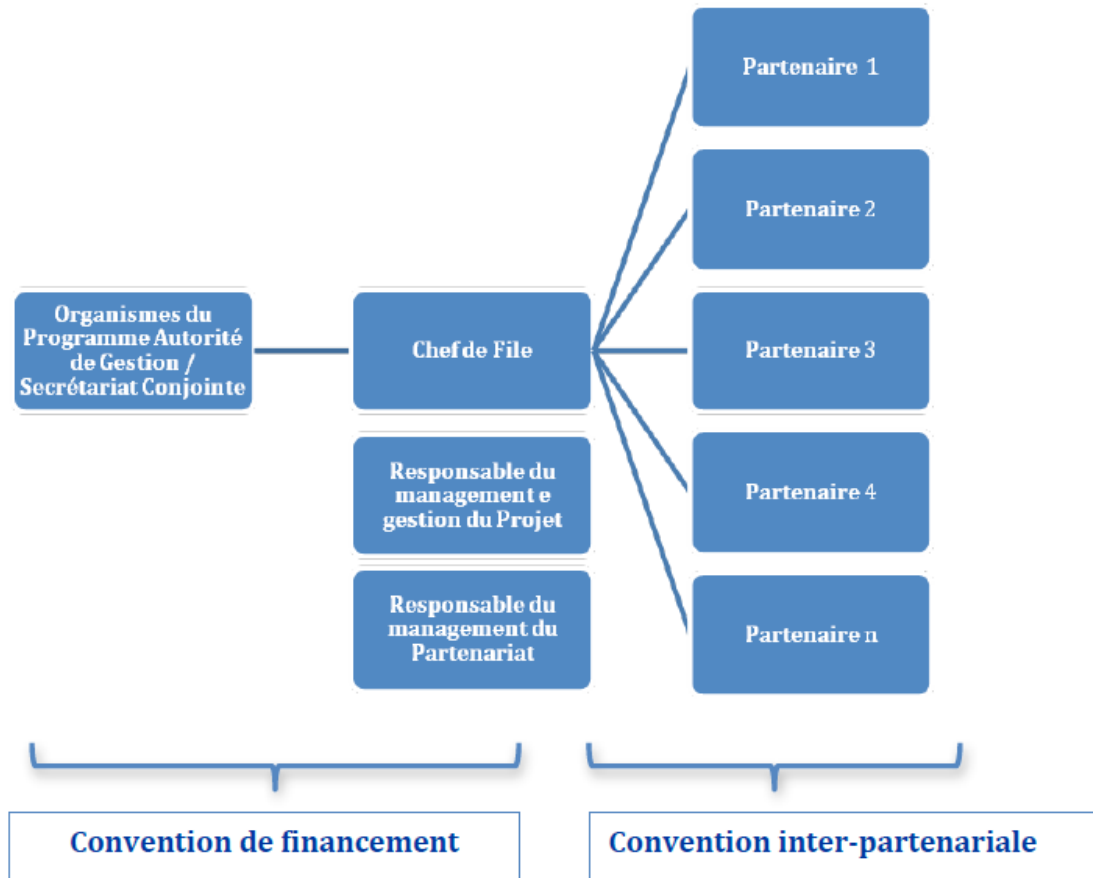 Organismes du
Programme Autorité
de Gestion /
Secrétariat Conjointe
Chef de File
Responsable du
management e
gestion du Projet
Responsable du
management du
Partenariat
Partenaire 1
Partenaire 2
Partenaire 3
Partenaire 4
Partenaire n
Convention de financement
Convention inter-partenariale